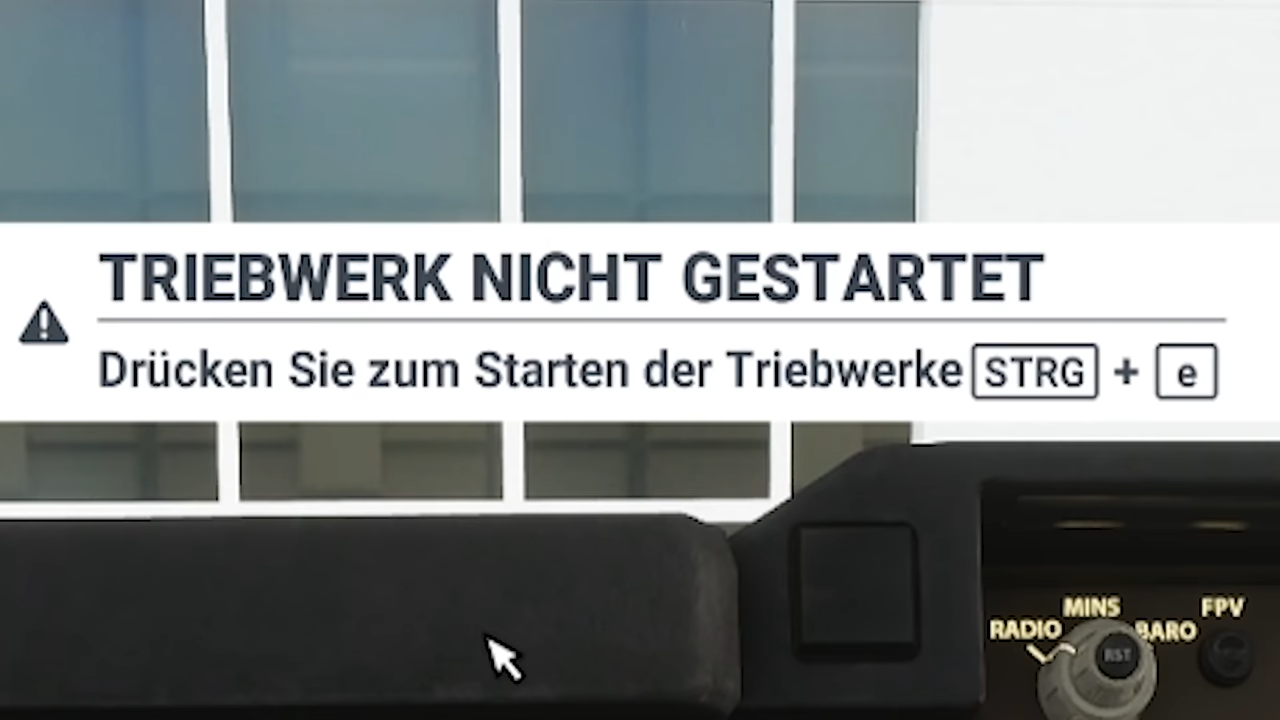 TRIEBWERK NICHT GESTARTET
Drücken Sie zum Starten der Triebwerke STRG + e
MINS
FPV
RADIO
BARO
RST